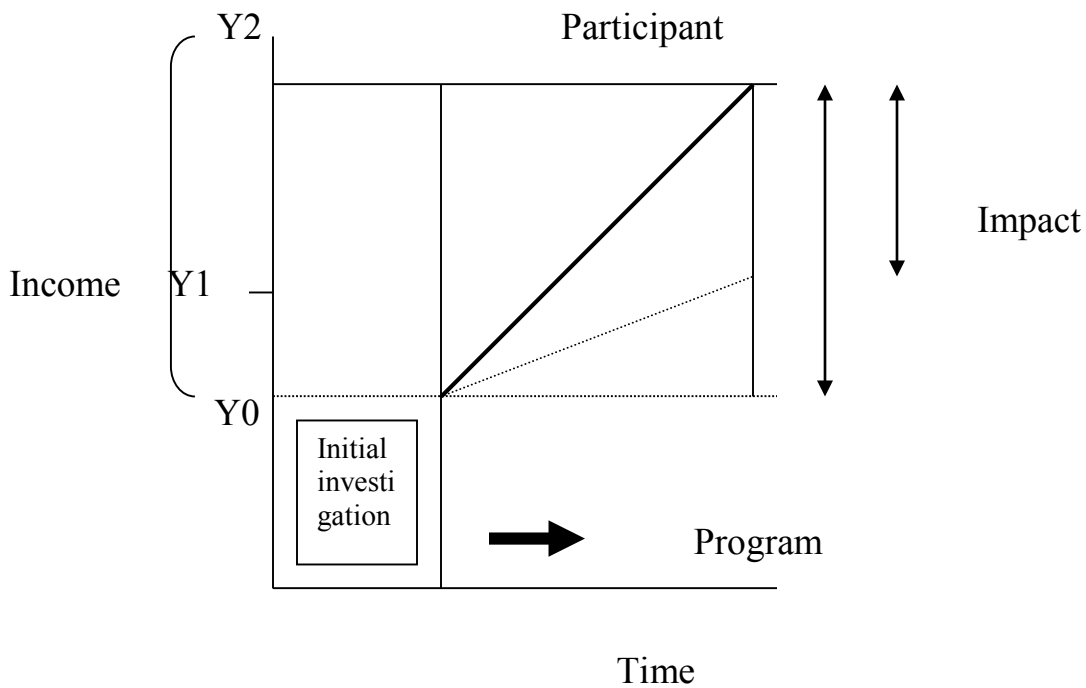 Y2
Participant
Impact
Income
Y1
Y0
Initial
investi
gation
Program
Time